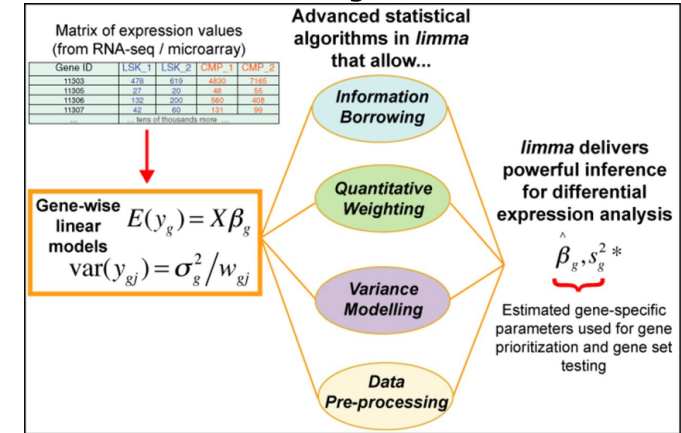 Matrix of expression values
(from RNA-seq / microarray)
Gene ID LSK_1 LSK_2 CMP_1 CMP_2
11303 478 619 4830 7165
11305 27 20 48 55
11306 132 200 560 408
11307 42 60 131 99
... ... tens of thousands more ...
Gene-wise
linear
models
E(y_g) = Xβ_g
var(y_gj) = σ_g^2/w_gj
Advanced statistical
algorithms in limma
that allow...
Information
Borrowing
Quantitative
Weighting
Variance
Modelling
Data
Pre-processing
limma delivers
powerful inference
for differential
expression analysis
β̂_g, s_g^2 *
Estimated gene-specific
parameters used for gene
prioritization and gene set
testing